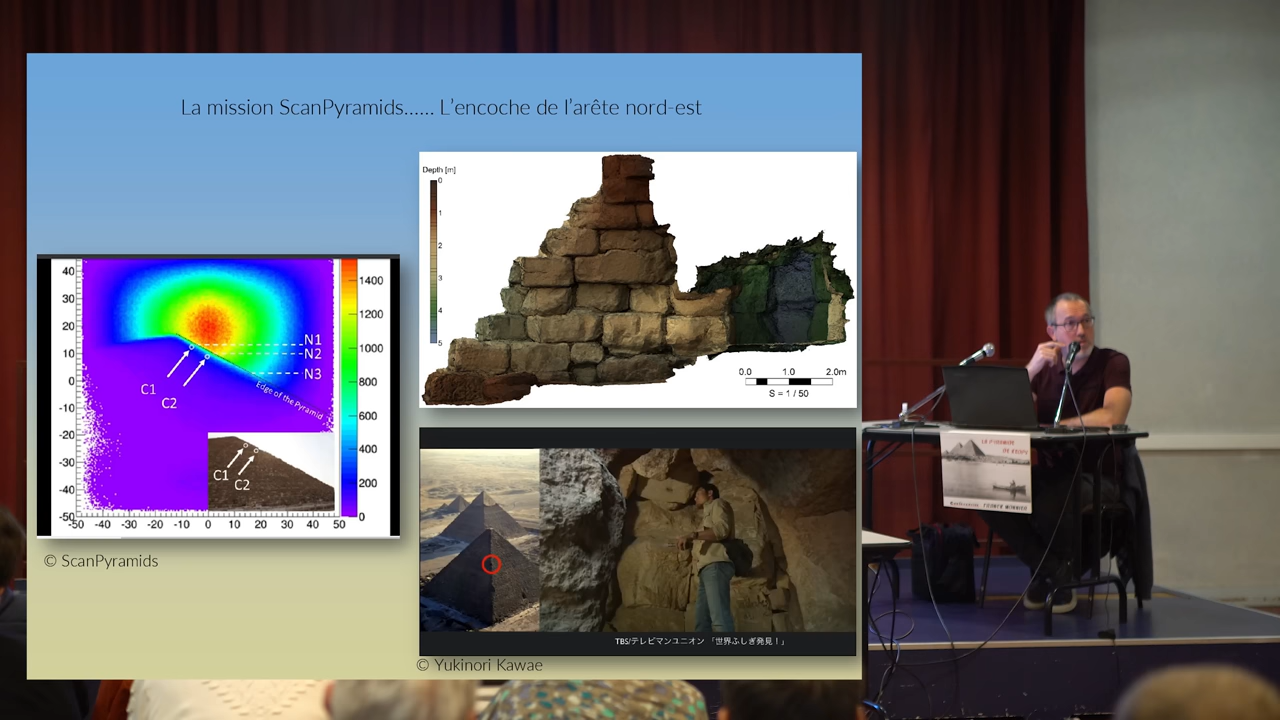 La mission ScanPyramids...... L'encoche de l'arête nord-est
Depth [m]
0
1
2
3
4
5
0.0 1.0 2.0m
S = 1 / 50
40
30
20
10
0
-10
-20
-30
-40
-50
-50 -40 -30 -20 -10 0 10 20 30 40 50
1400
1200
1000
800
600
400
200
0
N1
N2
N3
C1
C2
Edge of the Pyramid
C1
C2
© ScanPyramids
TBS/テレビマンユニオン 「世界ふしぎ発見！」
© Yukinori Kawae
LA PYRAMIDE